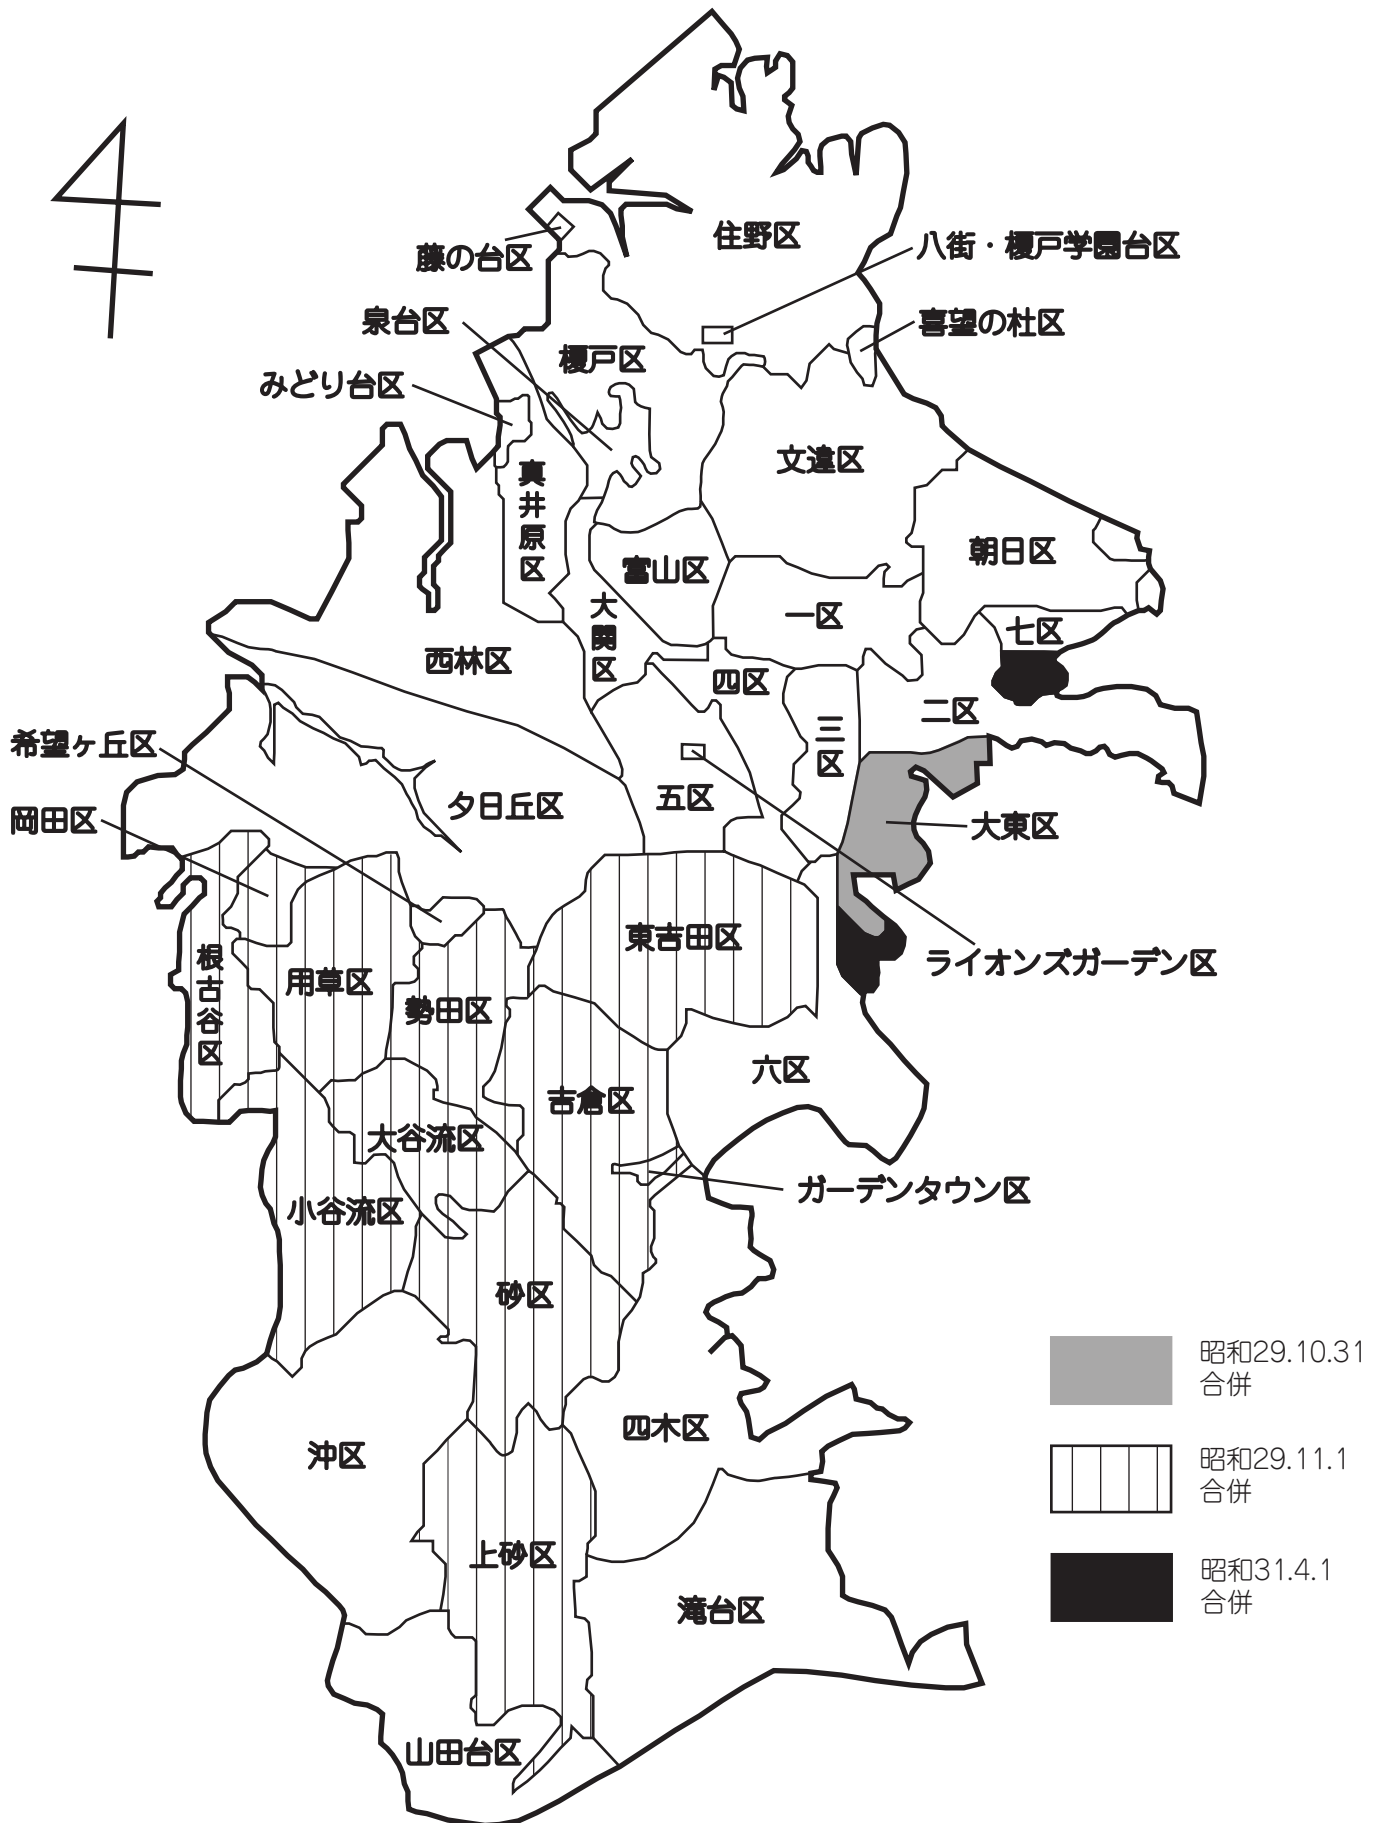 住野区
八街・榎戸学園台区
藤の台区
泉台区
喜望の杜区
榎戸区
みどり台区
文違区
真井原区
朝日区
富山区
一区
大関区
七区
西林区
四区
二区
三区
希望ヶ丘区
五区
夕日丘区
岡田区
大東区
東吉田区
根古谷区
ライオンズガーデン区
用草区
勢田区
六区
吉倉区
大谷流区
ガーデンタウン区
小谷流区
砂区
昭和29.10.31
合併
四木区
沖区
昭和29.11.1
合併
上砂区
昭和31.4.1
合併
滝台区
山田台区